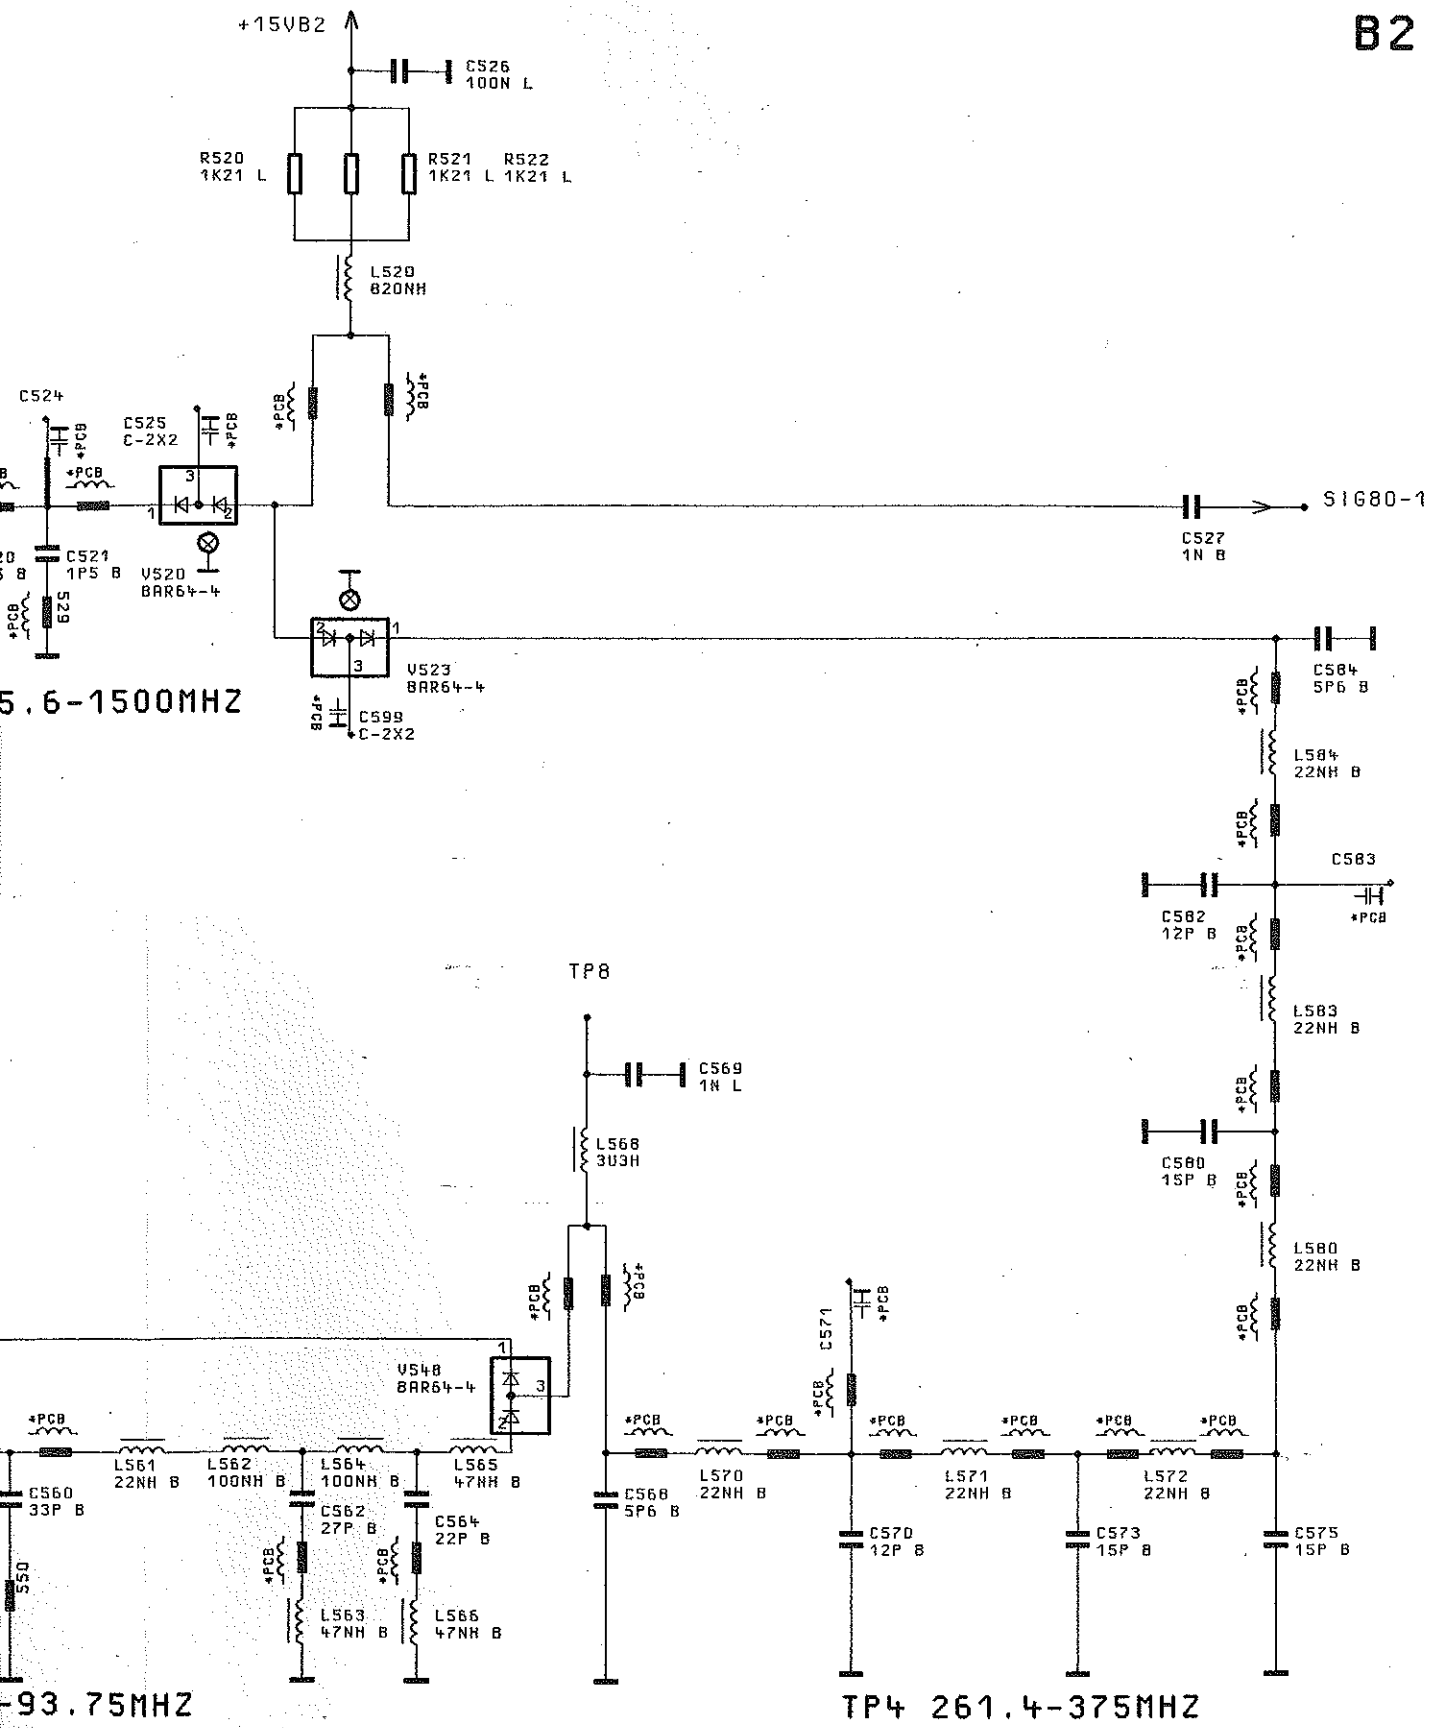 B2
+15VB2
C526
100N L
R520
1K21 L
R521
1K21 L
R522
1K21 L
L520
820NH
*PCB
*PCB
C524
*PCB
C525
C-2X2
*PCB
B
*PCB
3
1
2
SIG80-1
C527
1N B
20
5 B
C521
1P5 B
V520
BAR64-4
*PCB
529
2
1
3
V523
BAR64-4
C584
5P6 B
5.6-1500MHZ
*PCB
C599
C-2X2
*PCB
L584
22NH B
*PCB
C583
*PCB
C582
12P B
*PCB
TP8
L583
22NH B
C569
1N L
*PCB
L568
3U3H
C580
15P B
*PCB
L580
22NH B
*PCB
*PCB
*PCB
C571
*PCB
1
V548
BAR64-4
3
2
*PCB
*PCB
*PCB
*PCB
*PCB
*PCB
*PCB
*PCB
L561
22NH B
L562
100NH B
L564
100NH B
L565
47NH B
L570
22NH B
L571
22NH B
L572
22NH B
C560
33P B
C562
27P B
C564
22P B
C568
5P6 B
C570
12P B
C573
15P B
C575
15P B
550
*PCB
*PCB
L563
47NH B
L566
47NH B
-93.75MHZ
TP4 261.4-375MHZ